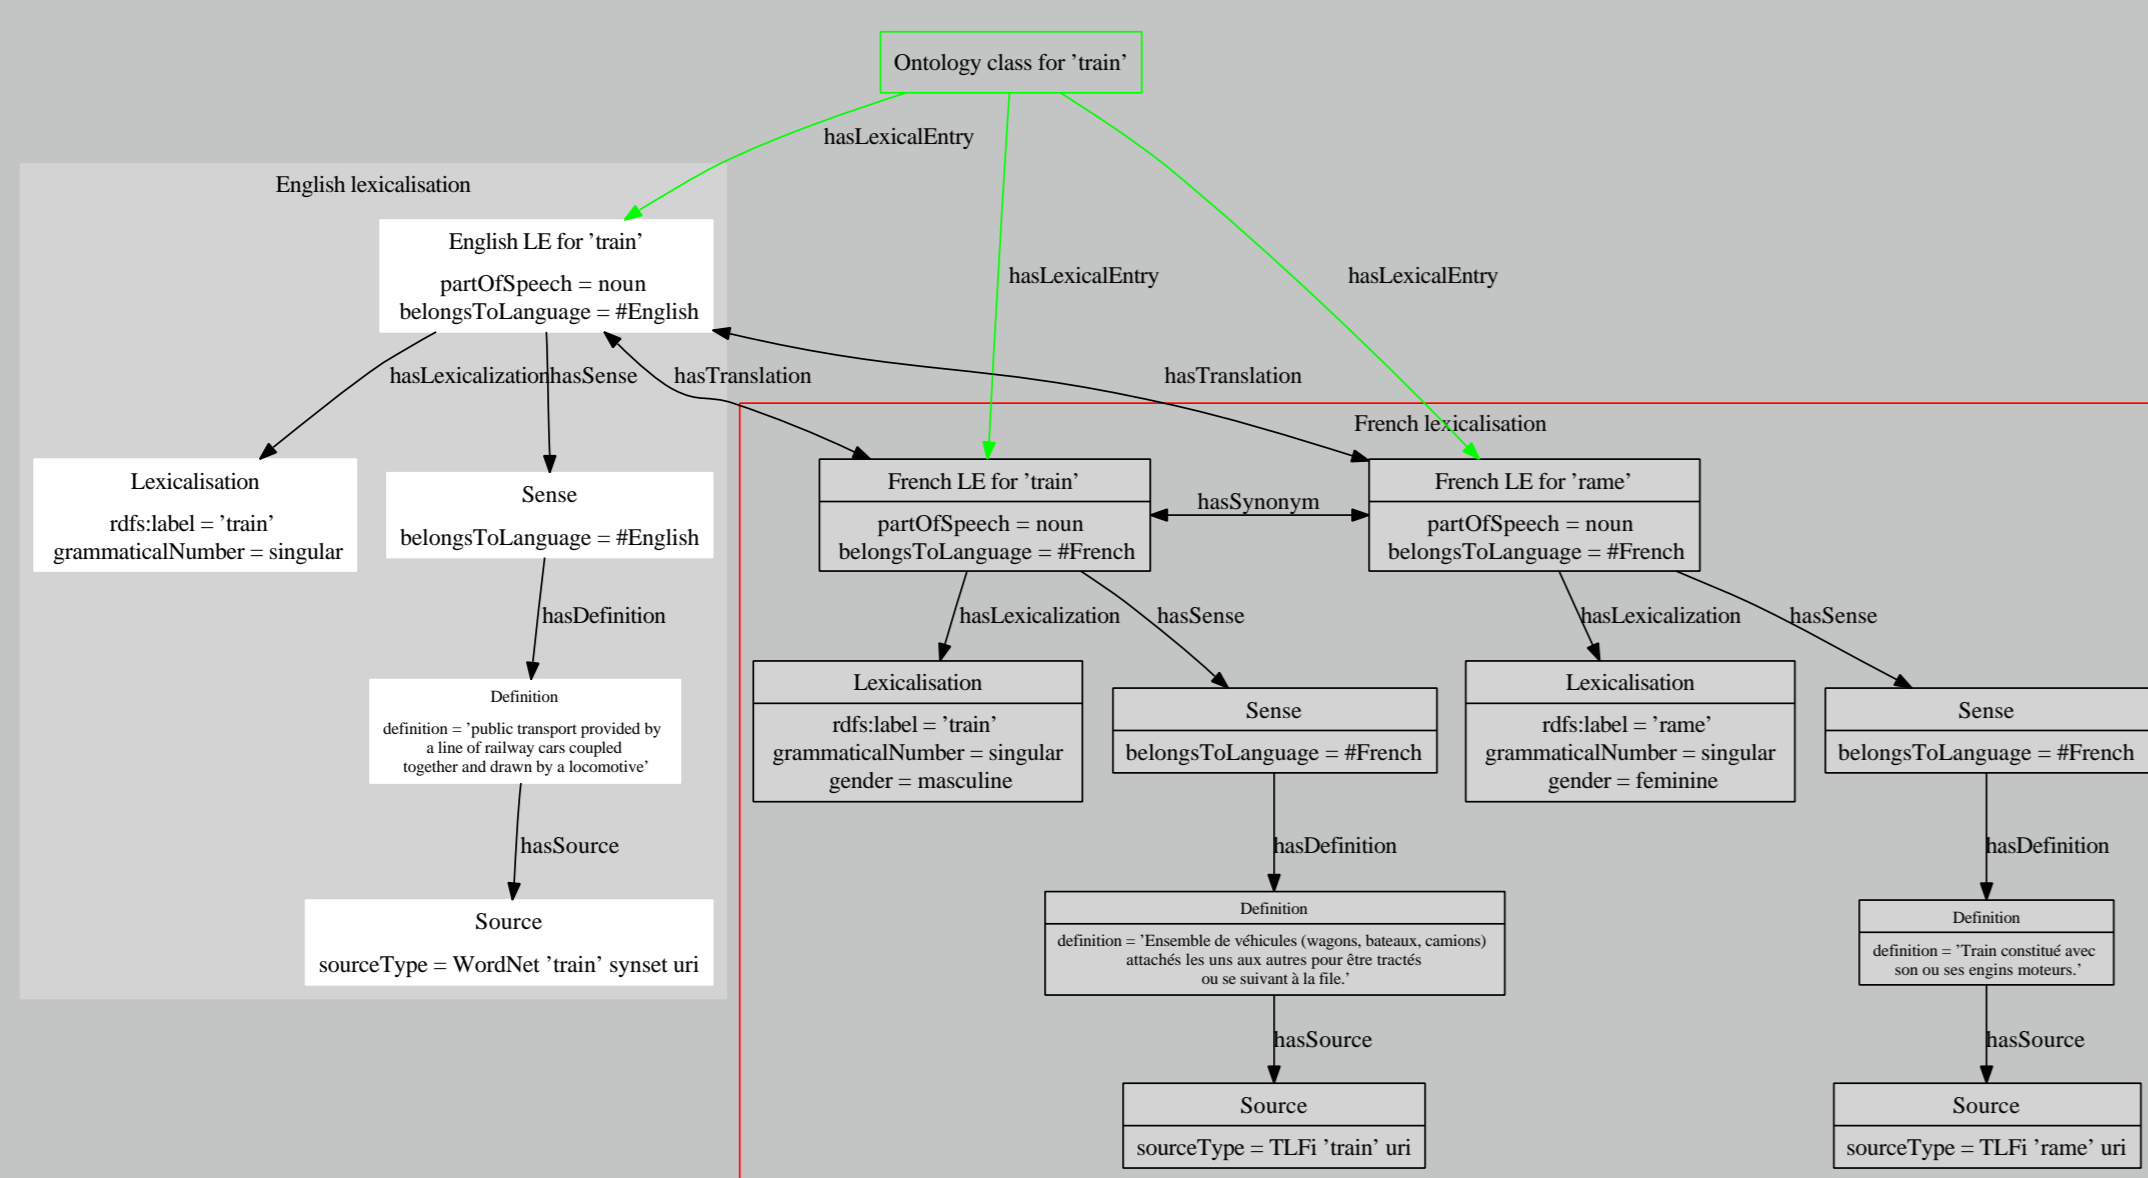 Ontology class for ’train’
hasLexicalEntry
English lexicalisation
English LE for ’train’
partOfSpeech = noun
belongsToLanguage = #English
hasLexicalEntry
hasLexicalEntry
hasLexicalization
hasSense
hasTranslation
hasTranslation
French lexicalisation
Lexicalisation
rdfs:label = ’train’
grammaticalNumber = singular
Sense
belongsToLanguage = #English
French LE for ’train’
partOfSpeech = noun
belongsToLanguage = #French
hasSynonym
French LE for ’rame’
partOfSpeech = noun
belongsToLanguage = #French
hasDefinition
hasLexicalization
hasSense
hasLexicalization
hasSense
Definition
definition = ’public transport provided by
a line of railway cars coupled
together and drawn by a locomotive’
Lexicalisation
rdfs:label = ’train’
grammaticalNumber = singular
gender = masculine
Sense
belongsToLanguage = #French
Lexicalisation
rdfs:label = ’rame’
grammaticalNumber = singular
gender = feminine
Sense
belongsToLanguage = #French
hasSource
hasDefinition
hasDefinition
Source
sourceType = WordNet ’train’ synset uri
Definition
definition = ’Ensemble de véhicules (wagons, bateaux, camions)
attachés les uns aux autres pour être tractés
ou se suivant à la file.’
Definition
definition = ’Train constitué avec
son ou ses engins moteurs.’
hasSource
hasSource
Source
sourceType = TLFi ’train’ uri
Source
sourceType = TLFi ’rame’ uri